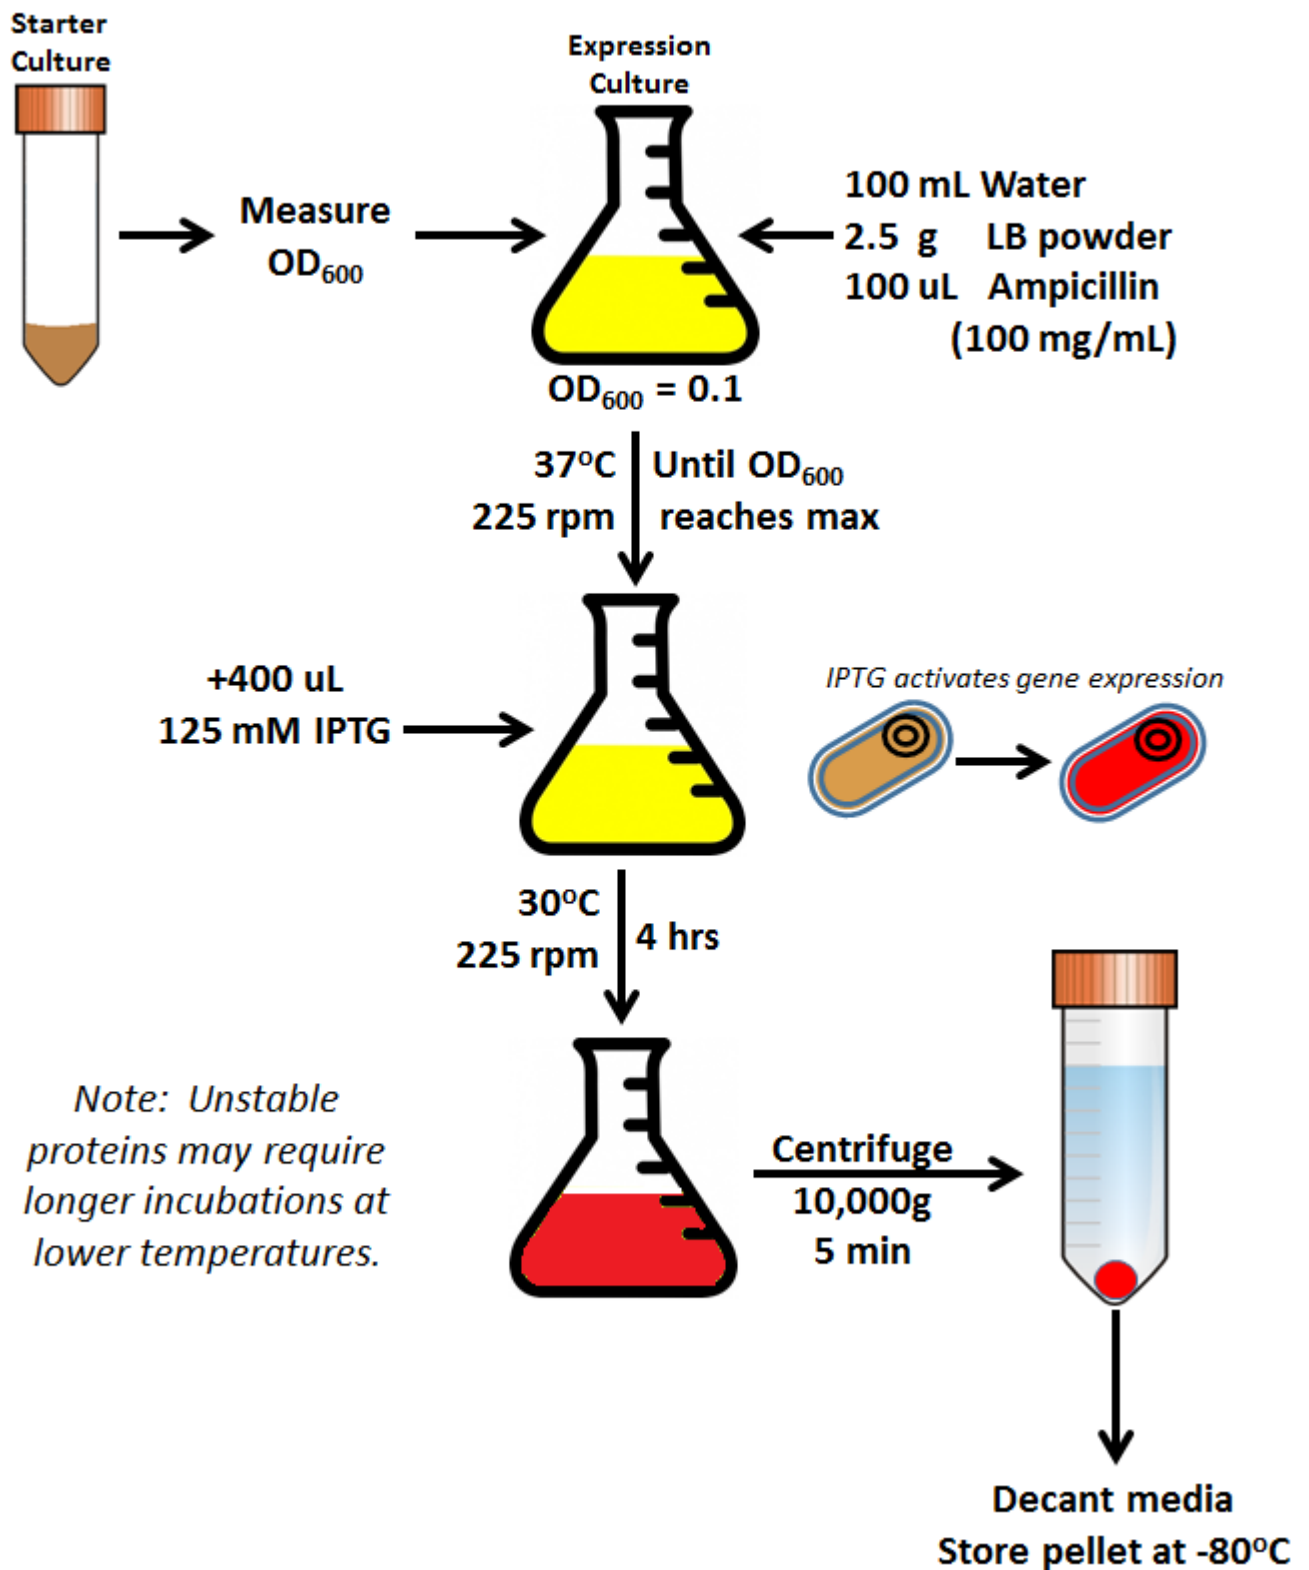 Starter
Culture
Expression
Culture
Measure
OD600
100 mL Water
2.5 g LB powder
100 uL Ampicillin
(100 mg/mL)
OD600 = 0.1
37oC
225 rpm
Until OD600
reaches max
+400 uL
125 mM IPTG
IPTG activates gene expression
30oC
225 rpm
4 hrs
Note: Unstable
proteins may require
longer incubations at
lower temperatures.
Centrifuge
10,000g
5 min
Decant media
Store pellet at -80oC